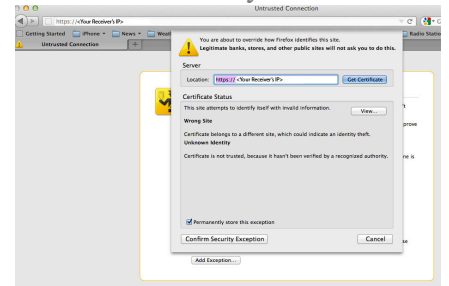 Untrusted Connection
https://<Your Receiver's IP>
Getting Started iPhone News Radio
Untrusted Connection +
You are about to override how Firefox identifies this site.
Legitimate banks, stores, and other public sites will not ask you to do this.
Server
Location: https:// <Your Receiver's IP> Get Certificate
Certificate Status
This site attempts to identify itself with invalid information. View...
Wrong Site
Certificate belongs to a different site, which could indicate an identity theft.
Unknown Identity
Certificate is not trusted, because it hasn't been verified by a recognized authority.
Permanently store this exception
Confirm Security Exception Cancel
Add Exception...